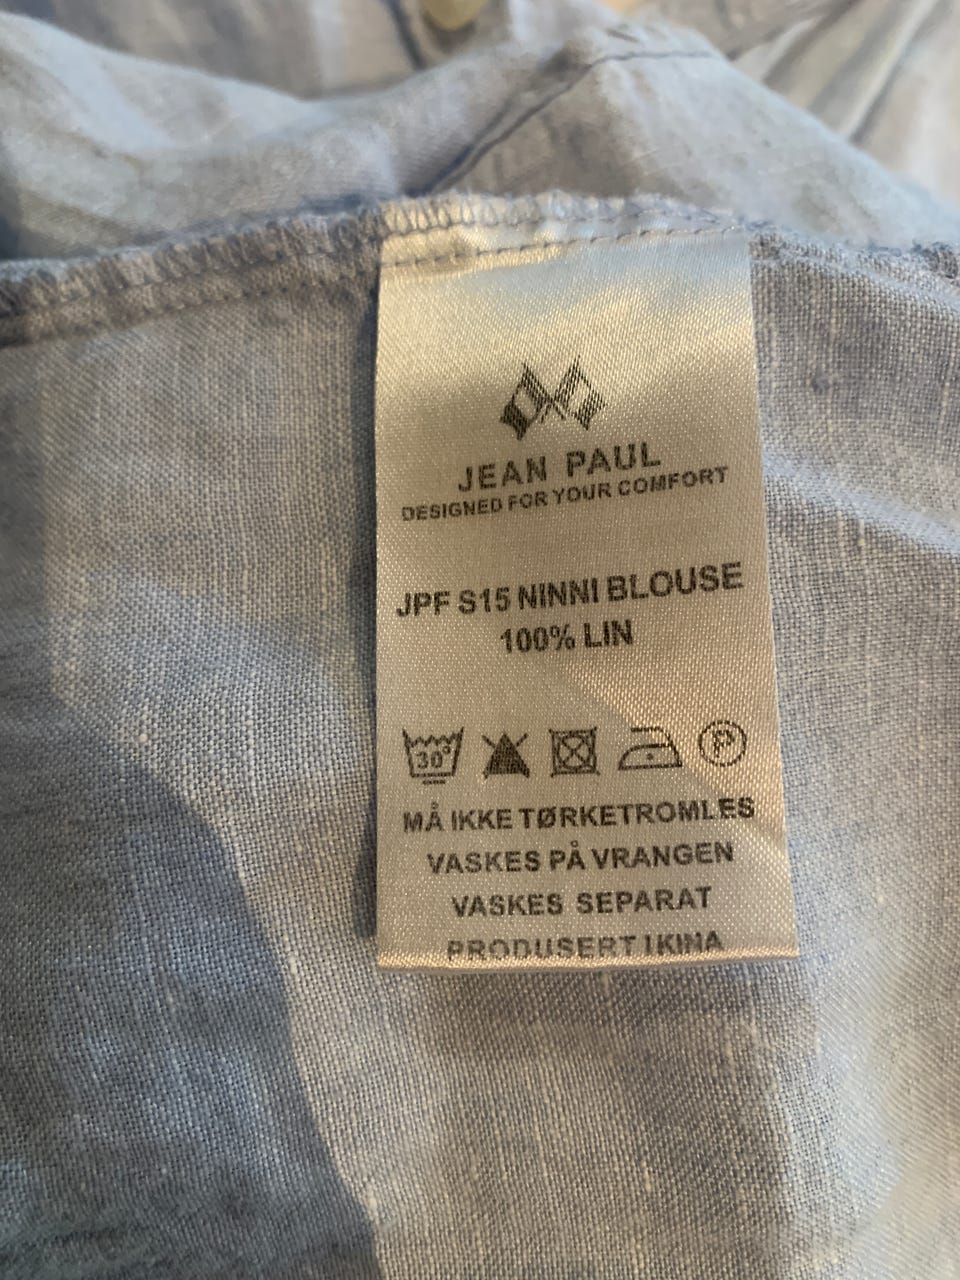 JEAN PAUL
DESIGNED FOR YOUR COMFORT
JPF S15 NINNI BLOUSE
100% LIN
30°
P
MÅ IKKE TØRKETROMLES
VASKES PÅ VRANGEN
VASKES SEPARAT
PRODUSERT I KINA